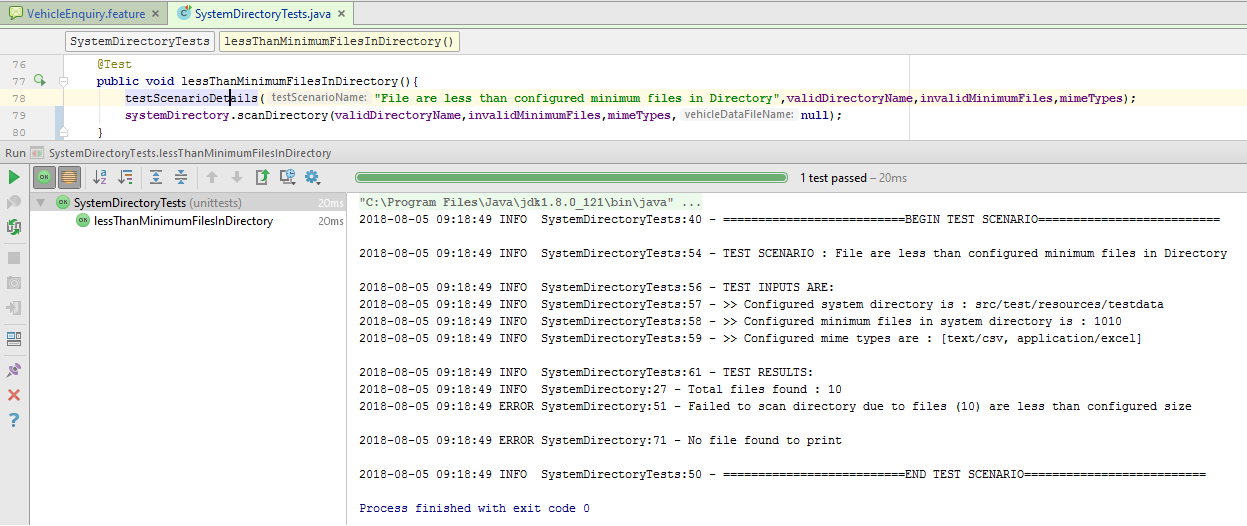 VehicleEnquiry.feature × SystemDirectoryTests.java ×
SystemDirectoryTests lessThanMinimumFilesInDirectory()
76 @Test
77 public void lessThanMinimumFilesInDirectory(){
78 testScenarioDetails( testScenarioName: "File are less than configured minimum files in Directory",validDirectoryName,invalidMinimumFiles,mimeTypes);
79 systemDirectory.scanDirectory(validDirectoryName,invalidMinimumFiles,mimeTypes, vehicleDataFileName: null);
80 }
Run SystemDirectoryTests.lessThanMinimumFilesInDirectory
1 test passed – 20ms
SystemDirectoryTests (unittests) 20ms
lessThanMinimumFilesInDirectory 20ms
"C:\Program Files\Java\jdk1.8.0_121\bin\java" ...
2018-08-05 09:18:49 INFO SystemDirectoryTests:40 - ===========================BEGIN TEST SCENARIO===========================
2018-08-05 09:18:49 INFO SystemDirectoryTests:54 - TEST SCENARIO : File are less than configured minimum files in Directory
2018-08-05 09:18:49 INFO SystemDirectoryTests:56 - TEST INPUTS ARE:
2018-08-05 09:18:49 INFO SystemDirectoryTests:57 - >> Configured system directory is : src/test/resources/testdata
2018-08-05 09:18:49 INFO SystemDirectoryTests:58 - >> Configured minimum files in system directory is : 1010
2018-08-05 09:18:49 INFO SystemDirectoryTests:59 - >> Configured mime types are : [text/csv, application/excel]
2018-08-05 09:18:49 INFO SystemDirectoryTests:61 - TEST RESULTS:
2018-08-05 09:18:49 INFO SystemDirectory:27 - Total files found : 10
2018-08-05 09:18:49 ERROR SystemDirectory:51 - Failed to scan directory due to files (10) are less than configured size
2018-08-05 09:18:49 ERROR SystemDirectory:71 - No file found to print
2018-08-05 09:18:49 INFO SystemDirectoryTests:50 - ===========================END TEST SCENARIO===========================
Process finished with exit code 0